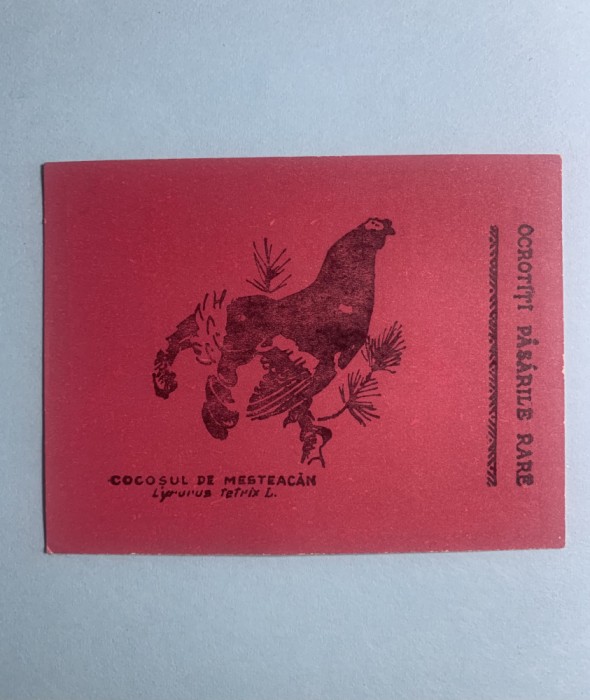 OCROTIȚI PĂSĂRILE RARE
COCOȘUL DE MESTEACĂN
Lyrurus tetrix L.